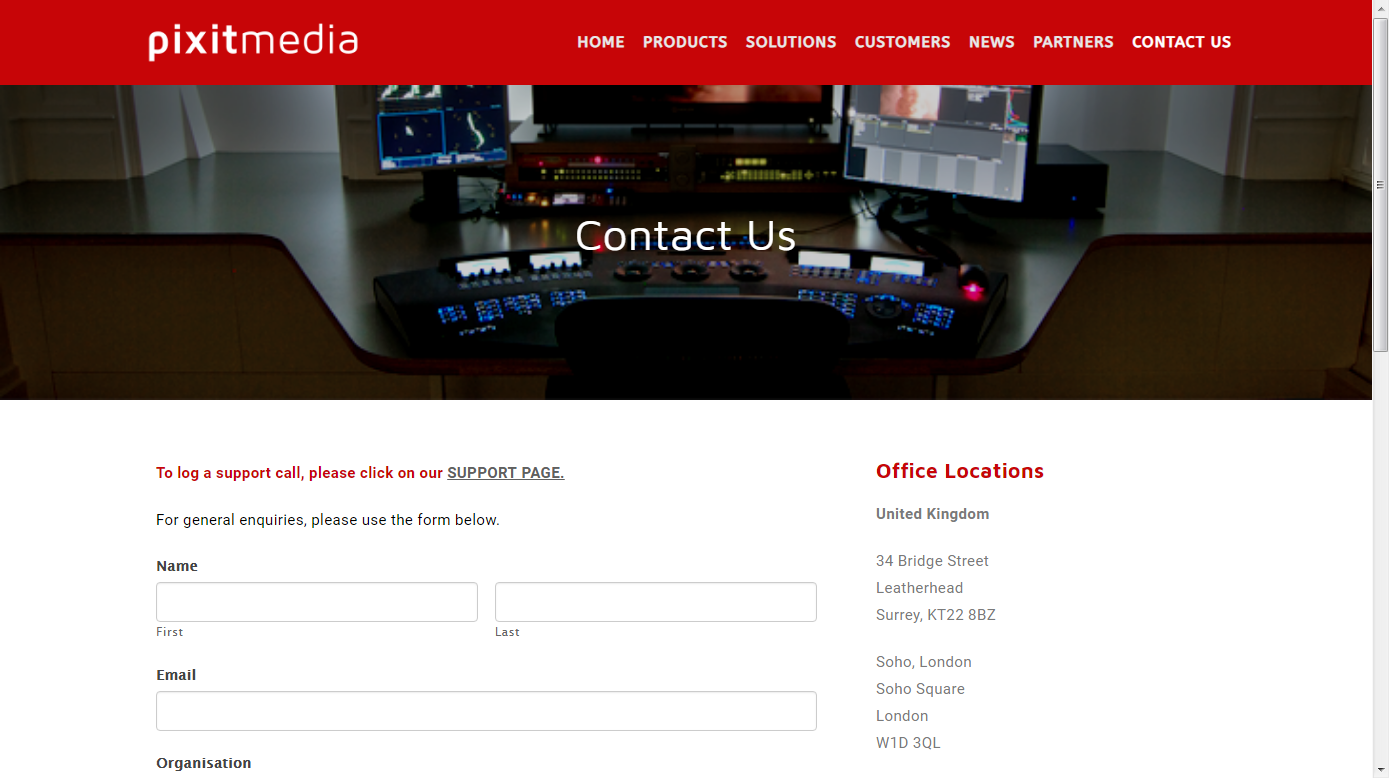 pixitmedia
HOME PRODUCTS SOLUTIONS CUSTOMERS NEWS PARTNERS CONTACT US
Contact Us
To log a support call, please click on our SUPPORT PAGE.
For general enquiries, please use the form below.
Name
First Last
Email
Organisation
Office Locations
United Kingdom
34 Bridge Street
Leatherhead
Surrey, KT22 8BZ
Soho, London
Soho Square
London
W1D 3QL